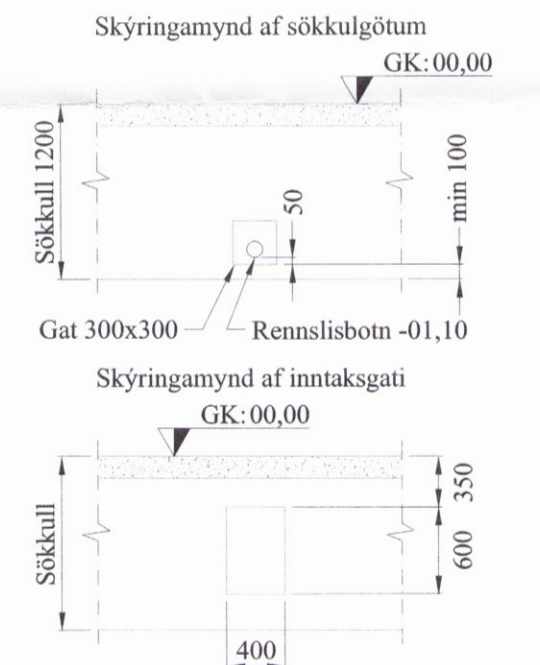 Skýringamynd af sökkulgötum
GK:00,00
Sökkull 1200
50
min 100
Gat 300x300
Rennslisbotn -01,10
Skýringamynd af inntaksgati
GK:00,00
Sökkull
350
600
400